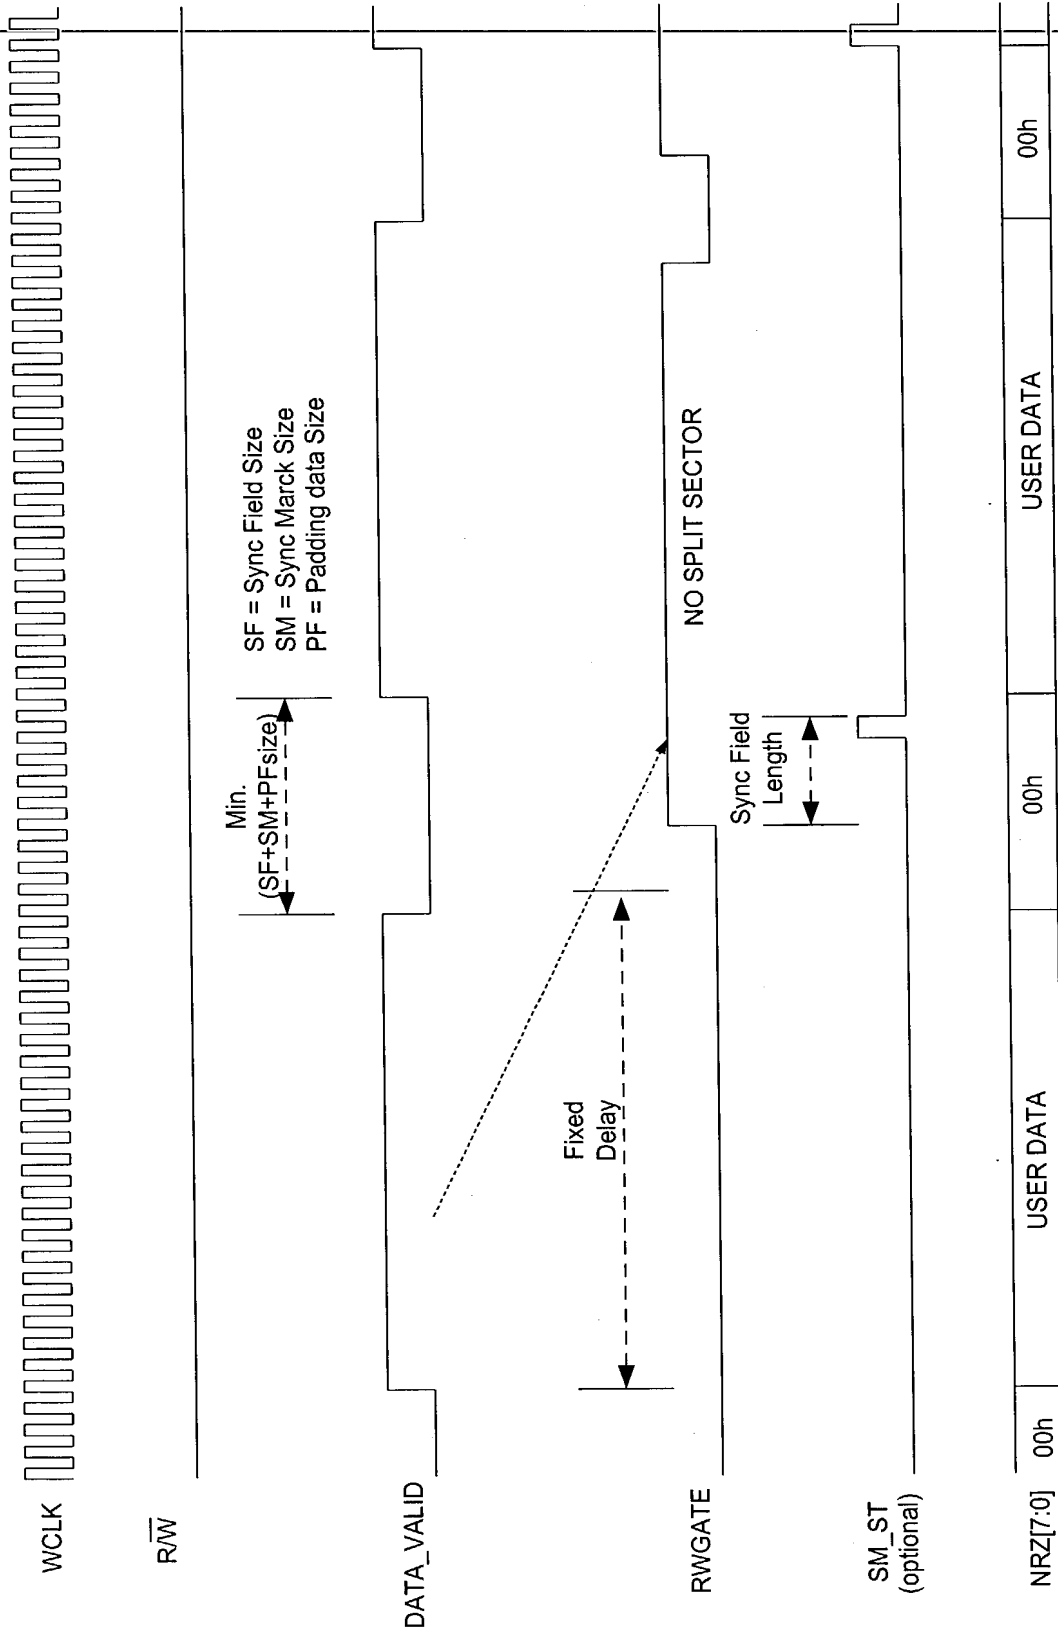 WCLK
R/W
DATA_VALID
Min.
(SF+SM+PFsize)
SF = Sync Field Size
SM = Sync Marck Size
PF = Padding data Size
RWGATE
Fixed
Delay
NO SPLIT SECTOR
SM_ST
(optional)
Sync Field
Length
NRZ[7:0]
00h
USER DATA
00h
USER DATA
00h